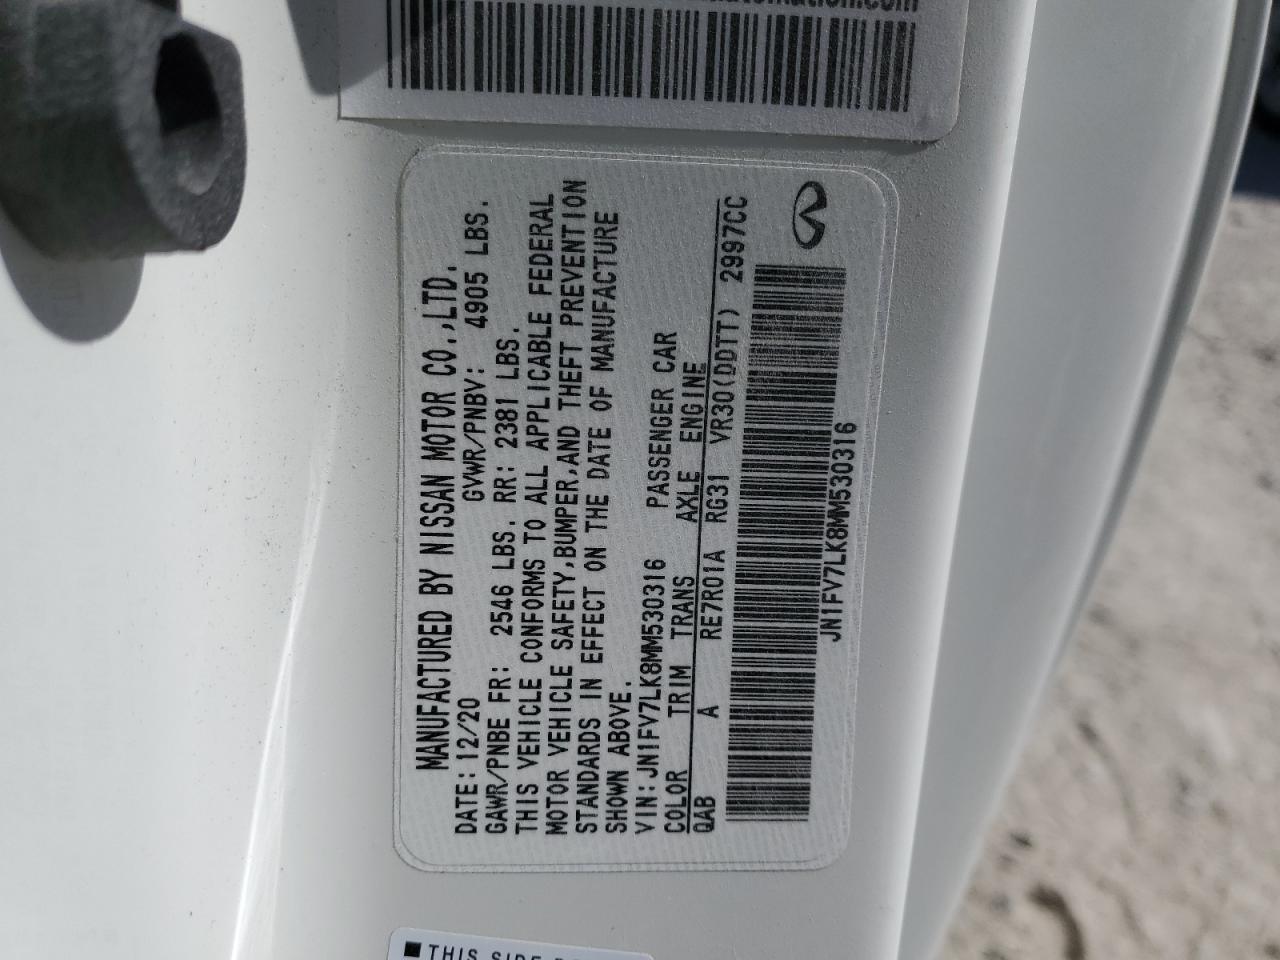 automation.com
MANUFACTURED BY NISSAN MOTOR CO.,LTD.
DATE: 12/20 GVWR/PNBV: 4905 LBS.
GAWR/PNBE FR: 2546 LBS. RR: 2381 LBS.
THIS VEHICLE CONFORMS TO ALL APPLICABLE FEDERAL
MOTOR VEHICLE SAFETY,BUMPER,AND THEFT PREVENTION
STANDARDS IN EFFECT ON THE DATE OF MANUFACTURE
SHOWN ABOVE.
VIN: JN1FV7LK8MM530316 PASSENGER CAR
COLOR TRIM TRANS AXLE ENGINE
QAB A RE7R01A RG31 VR30(DDTT) 2997CC
JN1FV7LK8MM530316
THIS SIDE